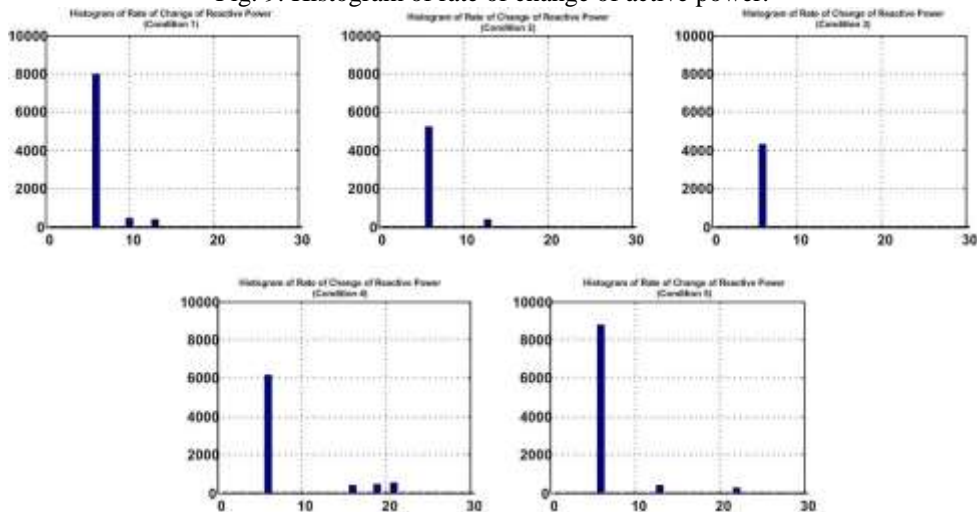 Fig. 9. Histogram of rate of change of active power.
Histogram of Rate of Change of Reactive Power
(Condition 1)
10000
8000
6000
4000
2000
0
0 10 20 30
Histogram of Rate of Change of Reactive Power
(Condition 2)
10000
8000
6000
4000
2000
0
0 10 20 30
Histogram of Rate of Change of Reactive Power
(Condition 3)
10000
8000
6000
4000
2000
0
0 10 20 30
Histogram of Rate of Change of Reactive Power
(Condition 4)
10000
8000
6000
4000
2000
0
0 10 20 30
Histogram of Rate of Change of Reactive Power
(Condition 5)
10000
8000
6000
4000
2000
0
0 10 20 30